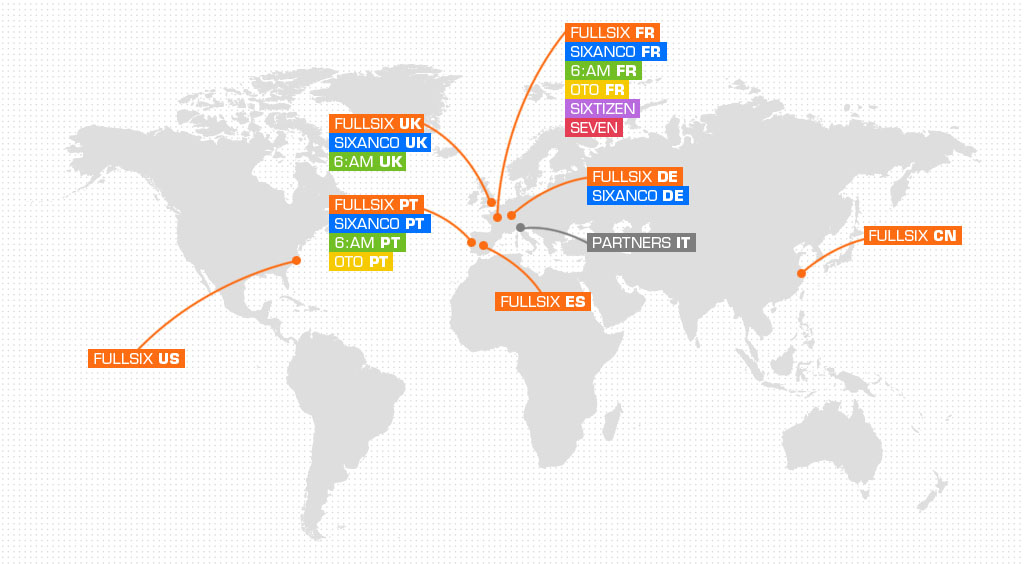 FULLSIX FR
SIXANCO FR
6:AM FR
OTO FR
SIXTIZEN
SEVEN
FULLSIX UK
SIXANCO UK
6:AM UK
FULLSIX DE
SIXANCO DE
FULLSIX PT
SIXANCO PT
6:AM PT
OTO PT
PARTNERS IT
FULLSIX CN
FULLSIX ES
FULLSIX US